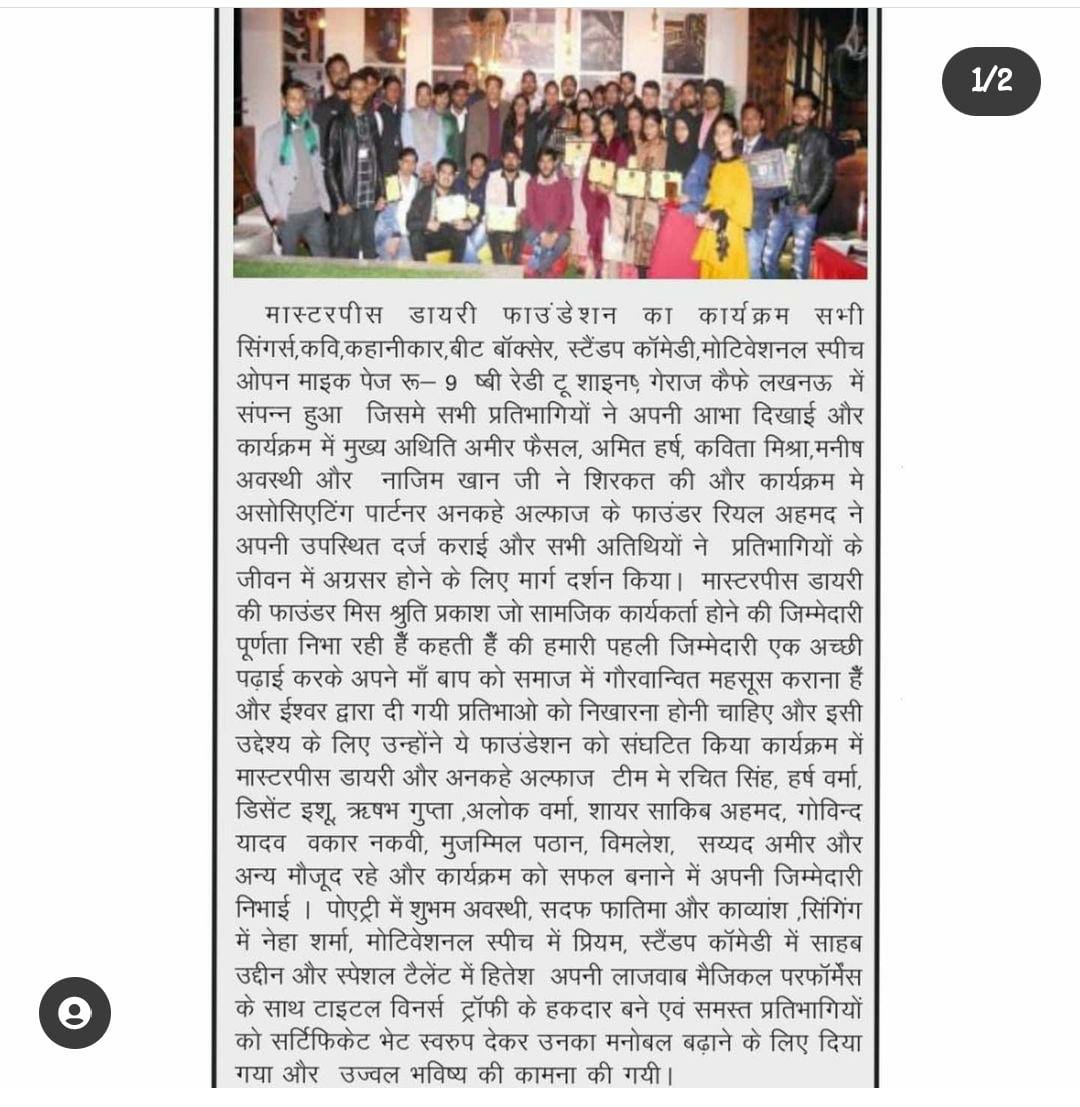 1/2
मास्टरपीस डायरी फाउंडेशन का कार्यक्रम सभी
सिंगर्स,कवि,कहानीकार,बीट बॉक्सेर, स्टैंडप कॉमेडी,मोटिवेशनल स्पीच
ओपन माइक पेज रू– 9 ष्बी रेडी टू शाइनष् गेराज कैफे लखनऊ में
संपन्न हुआ जिसमे सभी प्रतिभागियों ने अपनी आभा दिखाई और
कार्यक्रम में मुख्य अथिति अमीर फैसल, अमित हर्ष, कविता मिश्रा,मनीष
अवस्थी और नाजिम खान जी ने शिरकत की और कार्यक्रम मे
असोसिएटिंग पार्टनर अनकहे अल्फाज के फाउंडर रियल अहमद ने
अपनी उपस्थित दर्ज कराई और सभी अतिथियों ने प्रतिभागियों के
जीवन में अग्रसर होने के लिए मार्ग दर्शन किया। मास्टरपीस डायरी
की फाउंडर मिस श्रुति प्रकाश जो सामजिक कार्यकर्ता होने की जिम्मेदारी
पूर्णता निभा रही हैं कहती हैं की हमारी पहली जिम्मेदारी एक अच्छी
पढ़ाई करके अपने माँ बाप को समाज में गौरवान्वित महसूस कराना हैं
और ईश्वर द्वारा दी गयी प्रतिभाओ को निखारना होनी चाहिए और इसी
उद्देश्य के लिए उन्होंने ये फाउंडेशन को संघटित किया कार्यक्रम में
मास्टरपीस डायरी और अनकहे अल्फाज टीम मे रचित सिंह, हर्ष वर्मा,
डिसेंट इशू, ऋषभ गुप्ता ,अलोक वर्मा, शायर साकिब अहमद, गोविन्द
यादव वकार नकवी, मुजम्मिल पठान, विमलेश, सय्यद अमीर और
अन्य मौजूद रहे और कार्यक्रम को सफल बनाने में अपनी जिम्मेदारी
निभाई । पोएट्री में शुभम अवस्थी, सदफ फातिमा और काव्यांश ,सिंगिंग
में नेहा शर्मा, मोटिवेशनल स्पीच में प्रियम, स्टैंडप कॉमेडी में साहब
उद्दीन और स्पेशल टैलेंट में हितेश अपनी लाजवाब मैजिकल परफॉर्मेंस
के साथ टाइटल विनर्स ट्रॉफी के हकदार बने एवं समस्त प्रतिभागियों
को सर्टिफिकेट भेट स्वरुप देकर उनका मनोबल बढ़ाने के लिए दिया
गया और उज्वल भविष्य की कामना की गयी।